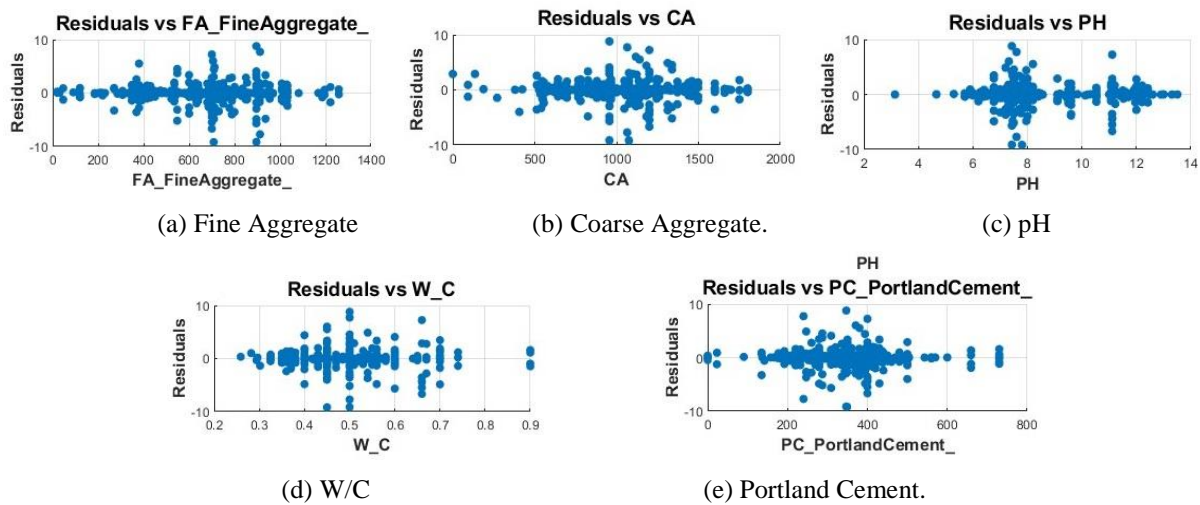 Residuals vs FA_FineAggregate_
10
0
-10
Residuals
0 200 400 600 800 1000 1200 1400
FA_FineAggregate_
(a) Fine Aggregate
Residuals vs CA
10
0
-10
Residuals
0 500 1000 1500 2000
CA
(b) Coarse Aggregate.
Residuals vs PH
10
0
-10
Residuals
2 4 6 8 10 12 14
PH
(c) pH
Residuals vs W_C
10
0
-10
Residuals
0.2 0.3 0.4 0.5 0.6 0.7 0.8 0.9
W_C
(d) W/C
PH
Residuals vs PC_PortlandCement_
10
0
-10
Residuals
0 200 400 600 800
PC_PortlandCement_
(e) Portland Cement.